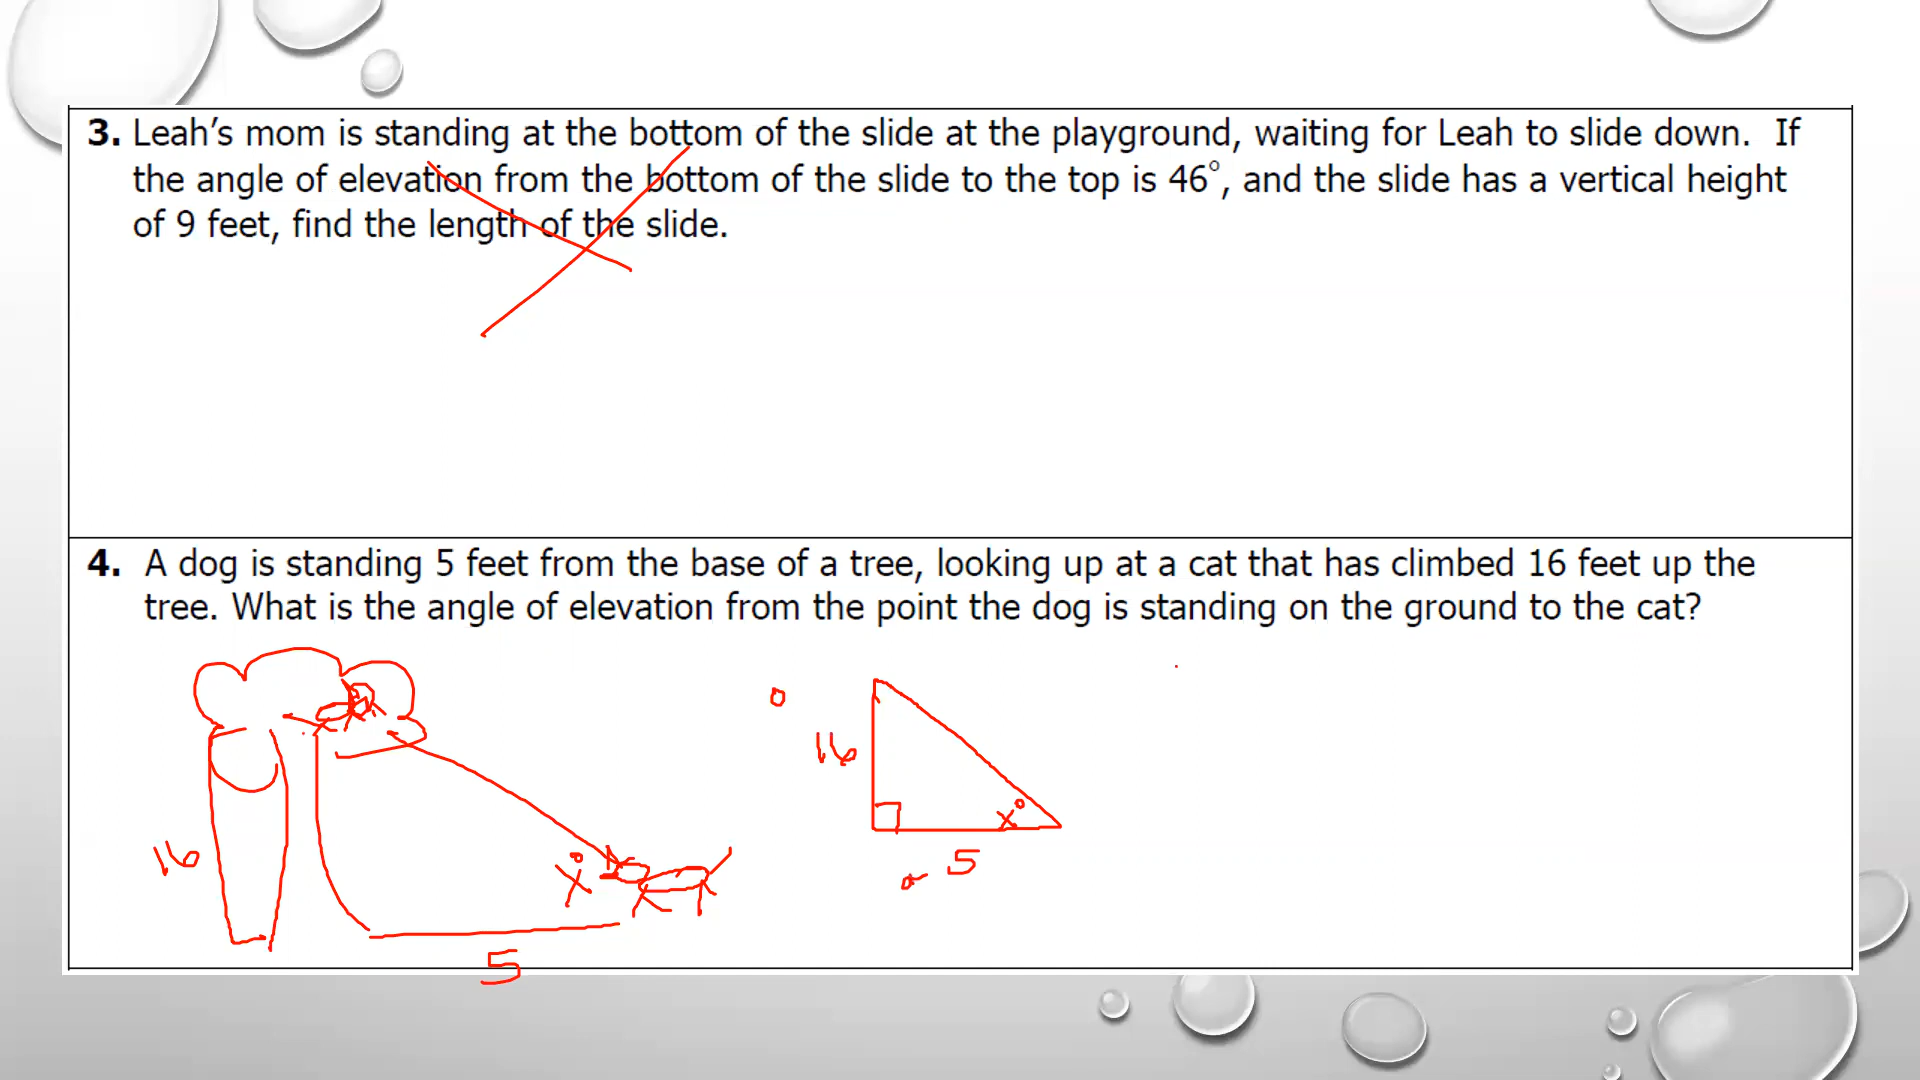 3. Leah's mom is standing at the bottom of the slide at the playground, waiting for Leah to slide down. If
the angle of elevation from the bottom of the slide to the top is 46°, and the slide has a vertical height
of 9 feet, find the length of the slide.
4. A dog is standing 5 feet from the base of a tree, looking up at a cat that has climbed 16 feet up the
tree. What is the angle of elevation from the point the dog is standing on the ground to the cat?
o
16
x°
5
a
16
x°
5